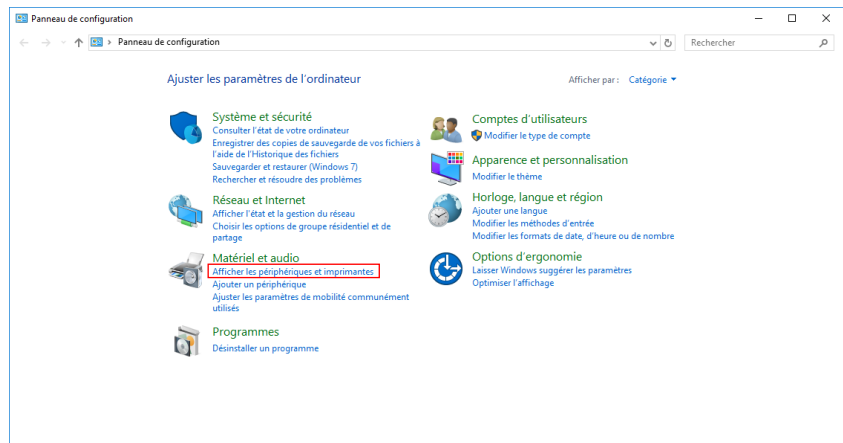 Panneau de configuration
Panneau de configuration
Rechercher
Ajuster les paramètres de l'ordinateur
Afficher par : Catégorie
Système et sécurité
Consulter l'état de votre ordinateur
Enregistrer des copies de sauvegarde de vos fichiers à
l'aide de l'Historique des fichiers
Sauvegarder et restaurer (Windows 7)
Rechercher et résoudre des problèmes
Réseau et Internet
Afficher l'état et la gestion du réseau
Choisir les options de groupe résidentiel et de
partage
Matériel et audio
Afficher les périphériques et imprimantes
Ajouter un périphérique
Ajuster les paramètres de mobilité communément
utilisés
Programmes
Désinstaller un programme
Comptes d'utilisateurs
Modifier le type de compte
Apparence et personnalisation
Modifier le thème
Horloge, langue et région
Ajouter une langue
Modifier les méthodes d'entrée
Modifier les formats de date, d'heure ou de nombre
Options d'ergonomie
Laisser Windows suggérer les paramètres
Optimiser l'affichage